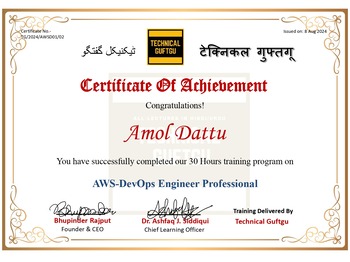 Certificate No.-
TG/2024/AWSD01/02
Issued on: 8 Aug 2024
ٹیکنیکل گفتگو
TECHNICAL
GUFTGU
टेक्निकल गुफ्तगू
Certificate Of Achievement
Congratulations!
Amol Dattu
You have successfully completed our 30 Hours training program on
AWS-DevOps Engineer Professional
Bhupinder Rajput
Founder & CEO
Dr. Ashfaq J. Siddiqui
Chief Learning Officer
Training Delivered By
Technical Guftgu